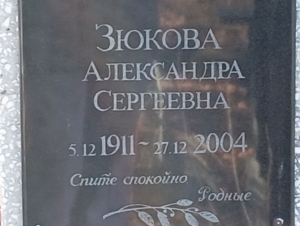 ЗЮКОВА
АЛЕКСАНДРА
СЕРГЕЕВНА
5.12 1911~27.12 2004
Спите спокойно
Родные